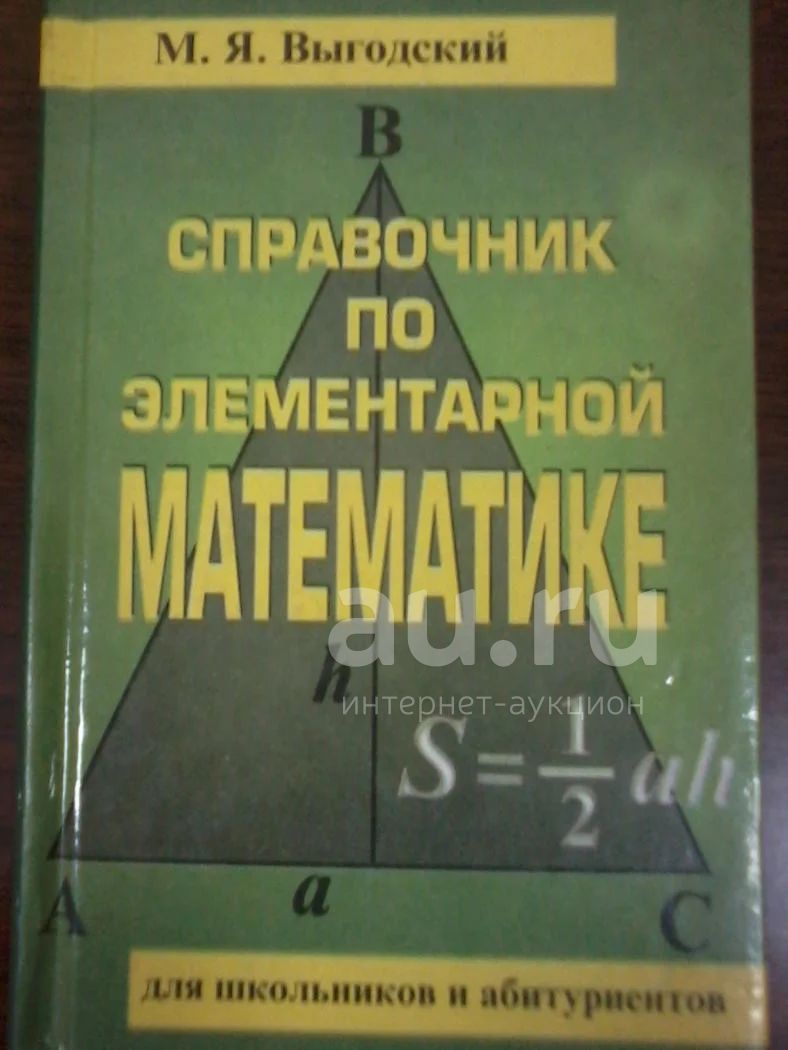 М. Я. Выгодский
B
СПРАВОЧНИК
ПО
ЭЛЕМЕНТАРНОЙ
МАТЕМАТИКЕ
au.ru
h
интернет-аукцион
S = 1/2 ah
A
a
C
для школьников и абитуриентов